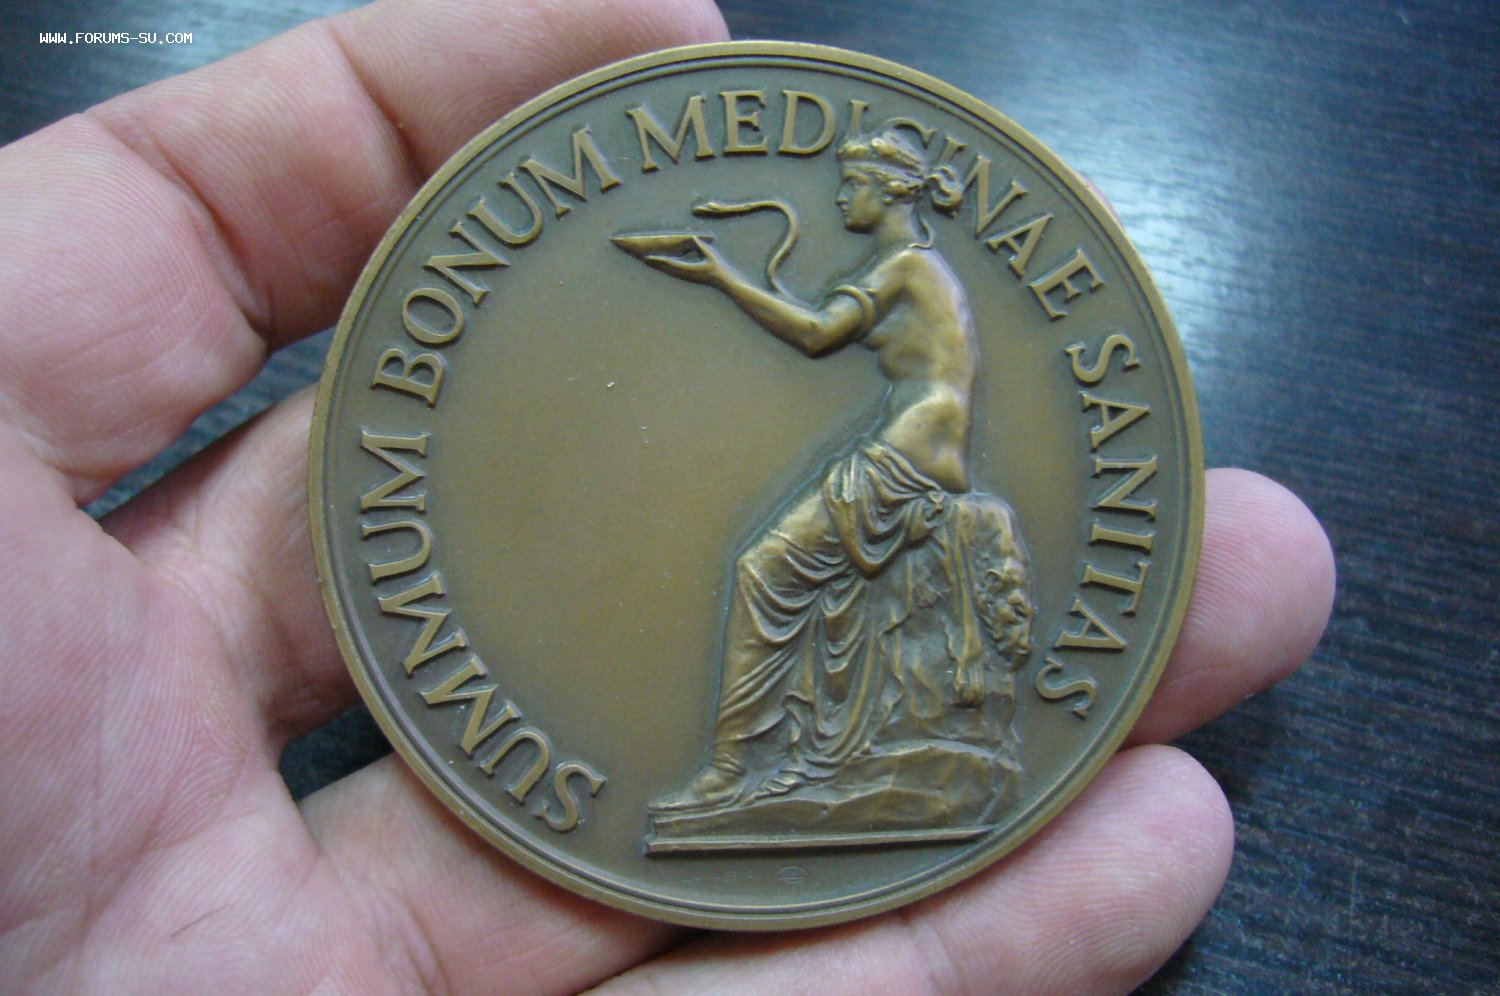 WWW.FORUMS-SU.COM
SUMMUM BONUM MEDICINAE SANITAS